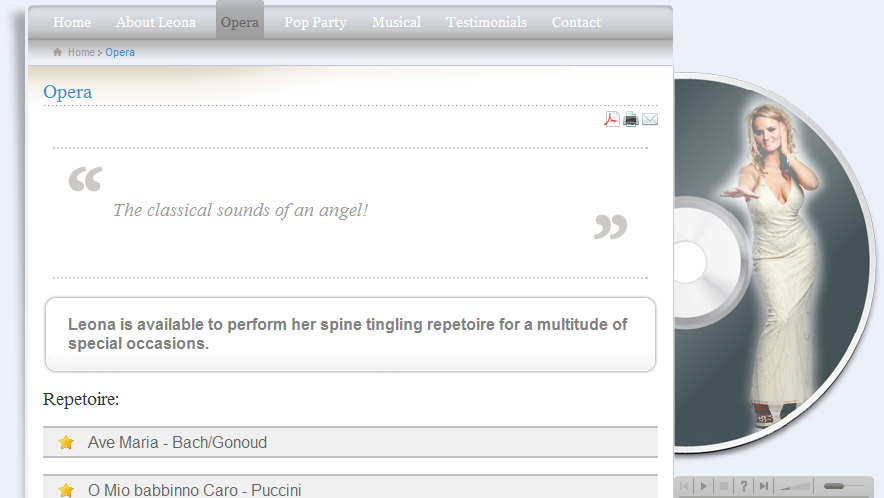 Home About Leona Opera Pop Party Musical Testimonials Contact
Home > Opera
Opera
“
The classical sounds of an angel!
”
Leona is available to perform her spine tingling repetoire for a multitude of
special occasions.
Repetoire:
Ave Maria - Bach/Gonoud
O Mio babbinno Caro - Puccini
?